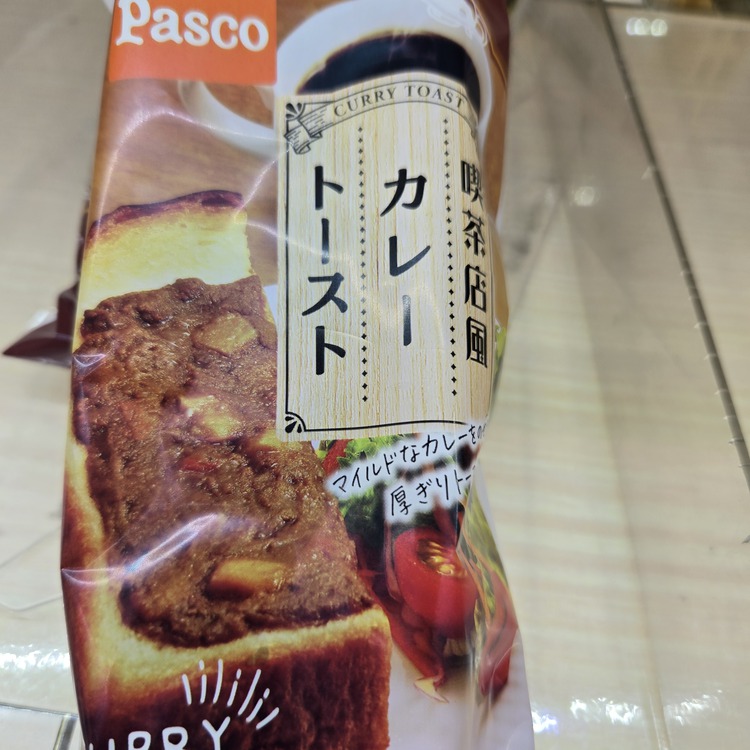 Pasco
CURRY TOAST
喫茶店風
カレー
トースト
マイルドなカレーを
厚ぎりトー